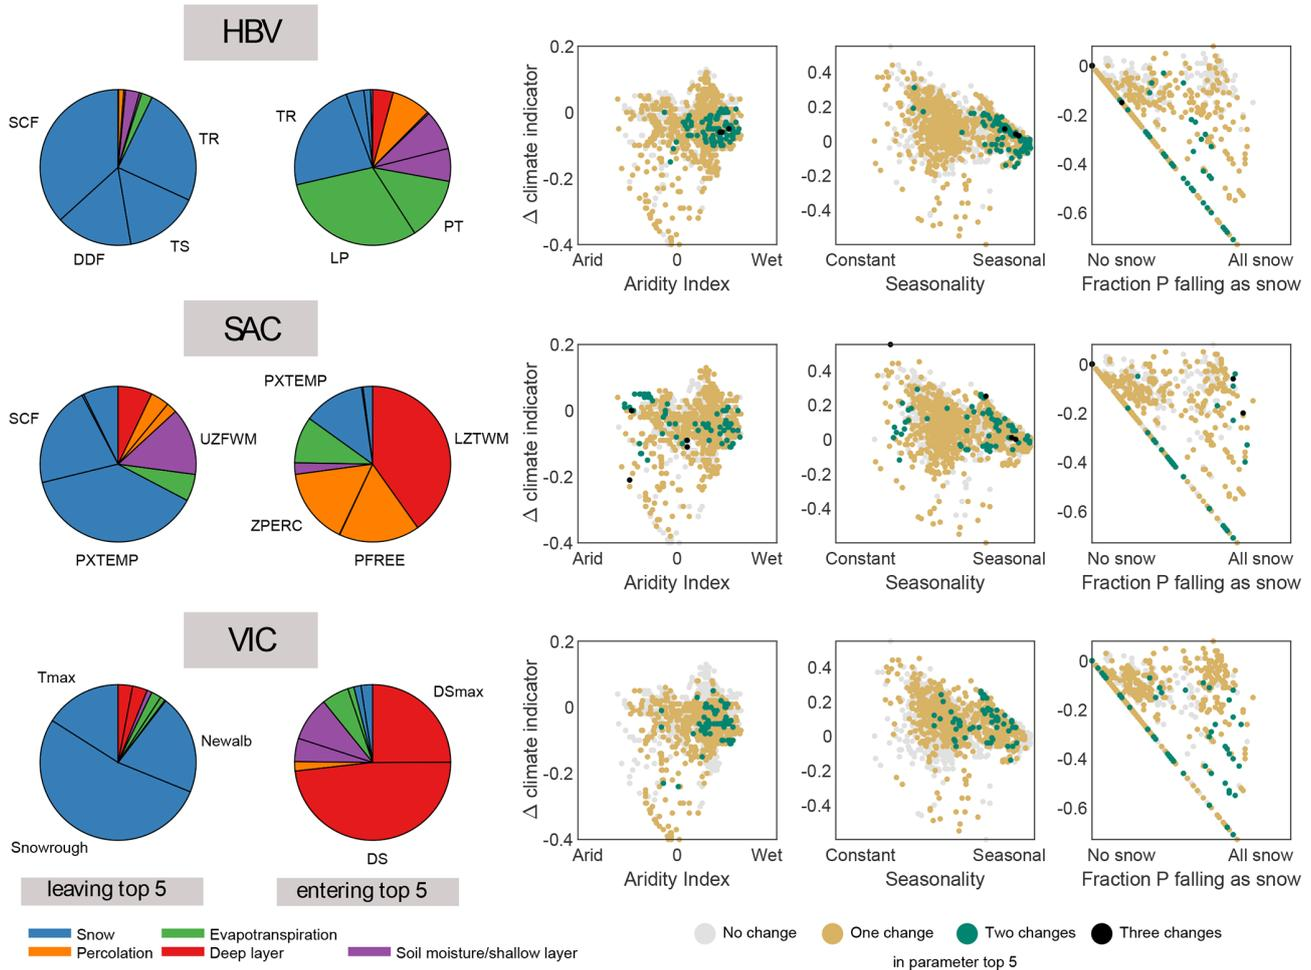 HBV
SCF
TR
DDF
TS
TR
PT
LP
Δ climate indicator
0.2
0
-0.2
-0.4
Arid
0
Wet
Aridity Index
0.4
0.2
0
-0.2
-0.4
Constant
Seasonal
Seasonality
0
-0.2
-0.4
-0.6
No snow
All snow
Fraction P falling as snow
SAC
SCF
UZFWM
PXTEMP
PXTEMP
LZTWM
ZPERC
PFREE
Δ climate indicator
0.2
0
-0.2
-0.4
Arid
0
Wet
Aridity Index
0.4
0.2
0
-0.2
-0.4
Constant
Seasonal
Seasonality
0
-0.2
-0.4
-0.6
No snow
All snow
Fraction P falling as snow
VIC
Tmax
Newalb
Snowrough
DSmax
DS
Δ climate indicator
0.2
0
-0.2
-0.4
Arid
0
Wet
Aridity Index
0.4
0.2
0
-0.2
-0.4
Constant
Seasonal
Seasonality
0
-0.2
-0.4
-0.6
No snow
All snow
Fraction P falling as snow
leaving top 5
entering top 5
Snow
Evapotranspiration
Percolation
Deep layer
Soil moisture/shallow layer
No change
One change
Two changes
Three changes
in parameter top 5